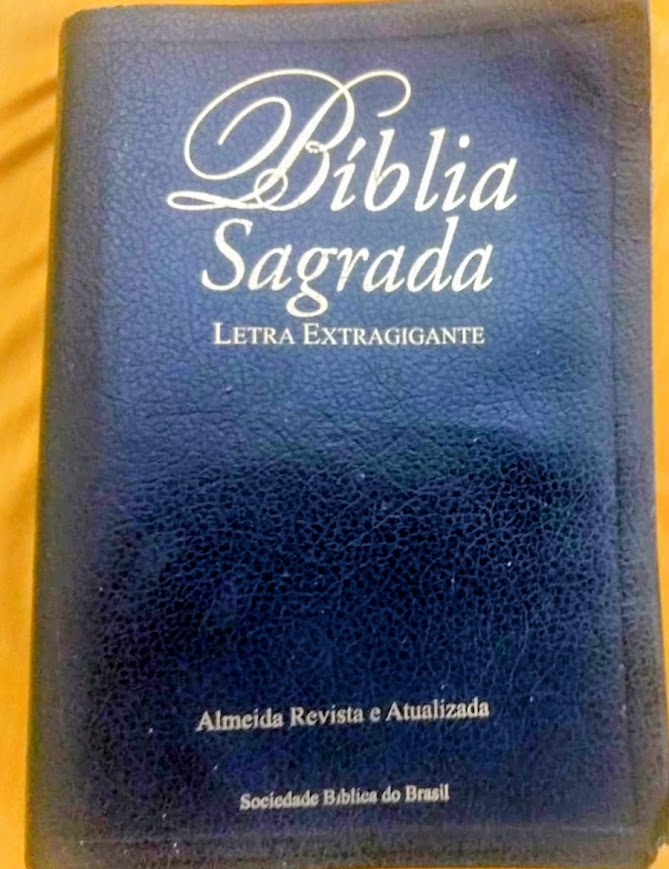 Bíblia
Sagrada
LETRA EXTRAGIGANTE
Almeida Revista e Atualizada
Sociedade Bíblica do Brasil